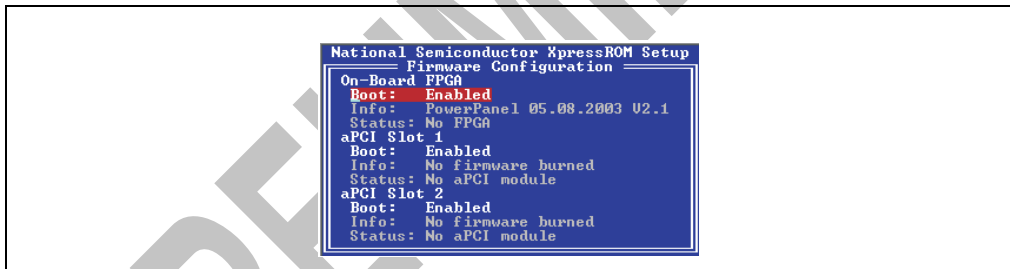 National Semiconductor XpressROM Setup
Firmware Configuration
On-Board FPGA
Boot: Enabled
Info: PowerPanel 05.08.2003 V2.1
Status: No FPGA
aPCI Slot 1
Boot: Enabled
Info: No firmware burned
Status: No aPCI module
aPCI Slot 2
Boot: Enabled
Info: No firmware burned
Status: No aPCI module